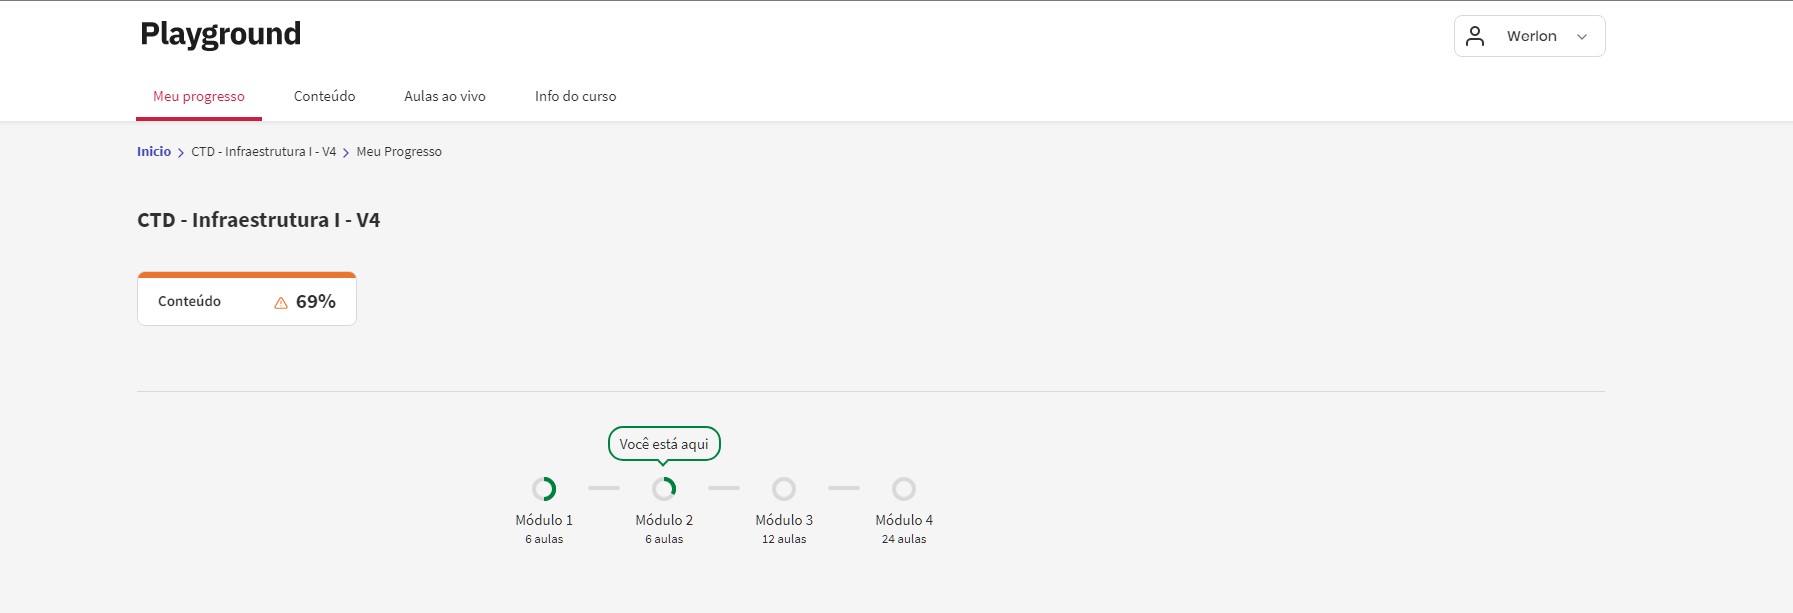 Playground
Werlon
Meu progresso Conteúdo Aulas ao vivo Info do curso
Inicio > CTD - Infraestrutura I - V4 > Meu Progresso
CTD - Infraestrutura I - V4
Conteúdo 69%
Você está aqui
Módulo 1 Módulo 2 Módulo 3 Módulo 4
6 aulas 6 aulas 12 aulas 24 aulas